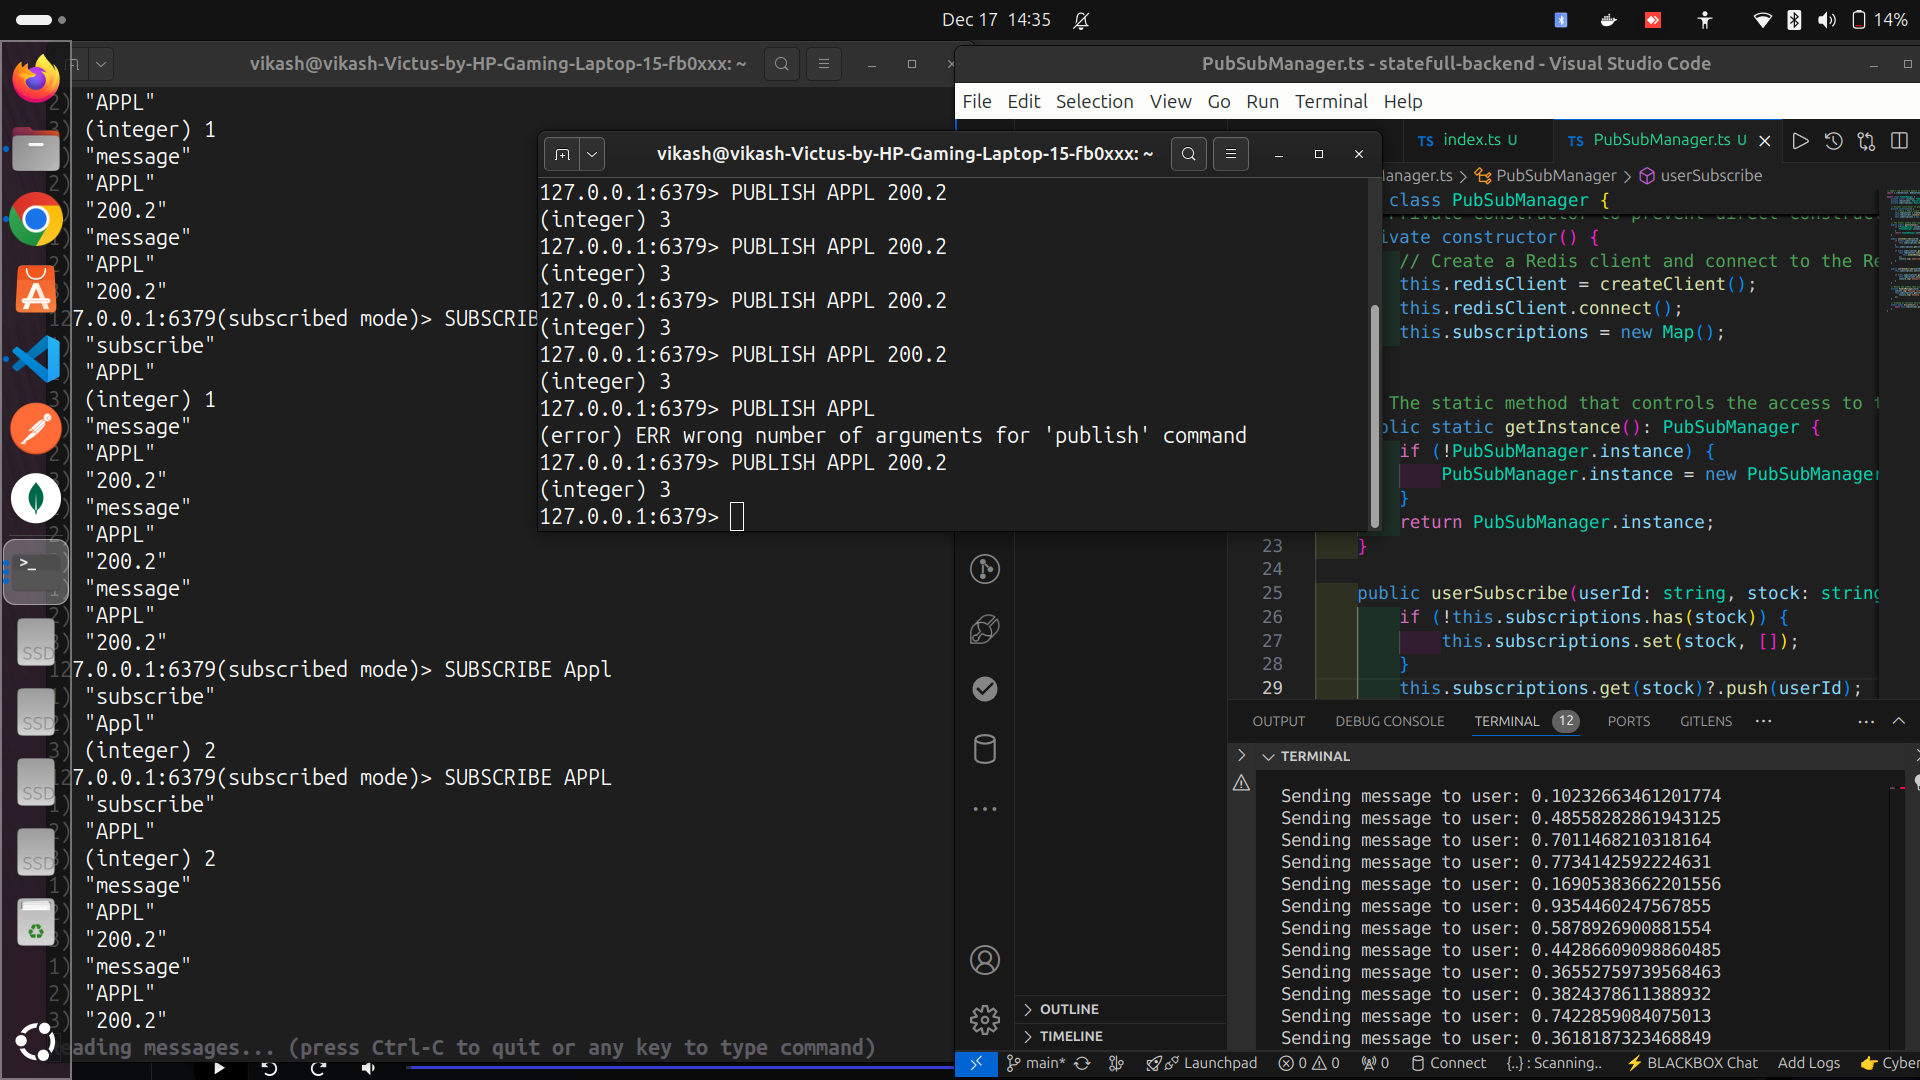 Dec 17 14:35
14%
vikash@vikash-Victus-by-HP-Gaming-Laptop-15-fb0xxx: ~
2) "APPL"
3) (integer) 1
1) "message"
2) "APPL"
3) "200.2"
1) "message"
2) "APPL"
3) "200.2"
127.0.0.1:6379(subscribed mode)> SUBSCRIB
1) "subscribe"
2) "APPL"
3) (integer) 1
1) "message"
2) "APPL"
3) "200.2"
1) "message"
2) "APPL"
3) "200.2"
1) "message"
2) "APPL"
3) "200.2"
127.0.0.1:6379(subscribed mode)> SUBSCRIBE Appl
1) "subscribe"
2) "Appl"
3) (integer) 2
127.0.0.1:6379(subscribed mode)> SUBSCRIBE APPL
1) "subscribe"
2) "APPL"
3) (integer) 2
1) "message"
2) "APPL"
3) "200.2"
1) "message"
2) "APPL"
3) "200.2"
eading messages... (press Ctrl-C to quit or any key to type command)
SSD
SSD
SSD
SSD
vikash@vikash-Victus-by-HP-Gaming-Laptop-15-fb0xxx: ~
127.0.0.1:6379> PUBLISH APPL 200.2
(integer) 3
127.0.0.1:6379> PUBLISH APPL 200.2
(integer) 3
127.0.0.1:6379> PUBLISH APPL 200.2
(integer) 3
127.0.0.1:6379> PUBLISH APPL 200.2
(integer) 3
127.0.0.1:6379> PUBLISH APPL
(error) ERR wrong number of arguments for 'publish' command
127.0.0.1:6379> PUBLISH APPL 200.2
(integer) 3
127.0.0.1:6379>
PubSubManager.ts - statefull-backend - Visual Studio Code
File Edit Selection View Go Run Terminal Help
TS index.ts U
TS PubSubManager.ts U
Manager.ts > PubSubManager > userSubscribe
class PubSubManager {
Private constructor to prevent direct construc
ivate constructor() {
// Create a Redis client and connect to the Re
this.redisClient = createClient();
this.redisClient.connect();
this.subscriptions = new Map();
The static method that controls the access to t
blic static getInstance(): PubSubManager {
if (!PubSubManager.instance) {
PubSubManager.instance = new PubSubManager
}
return PubSubManager.instance;
23 }
24
25 public userSubscribe(userId: string, stock: string
26 if (!this.subscriptions.has(stock)) {
27 this.subscriptions.set(stock, []);
28 }
29 this.subscriptions.get(stock)?.push(userId);
OUTPUT DEBUG CONSOLE TERMINAL 12 PORTS GITLENS
TERMINAL
Sending message to user: 0.10232663461201774
Sending message to user: 0.48558282861943125
Sending message to user: 0.7011468210318164
Sending message to user: 0.7734142592224631
Sending message to user: 0.16905383662201556
Sending message to user: 0.9354460247567855
Sending message to user: 0.5878926900881554
Sending message to user: 0.44286609098860485
Sending message to user: 0.36552759739568463
Sending message to user: 0.3824378611388932
Sending message to user: 0.7422859084075013
Sending message to user: 0.3618187323468849
OUTLINE
TIMELINE
main* Launchpad 0 0 0 Connect {..} : Scanning.. BLACKBOX Chat Add Logs Cyber